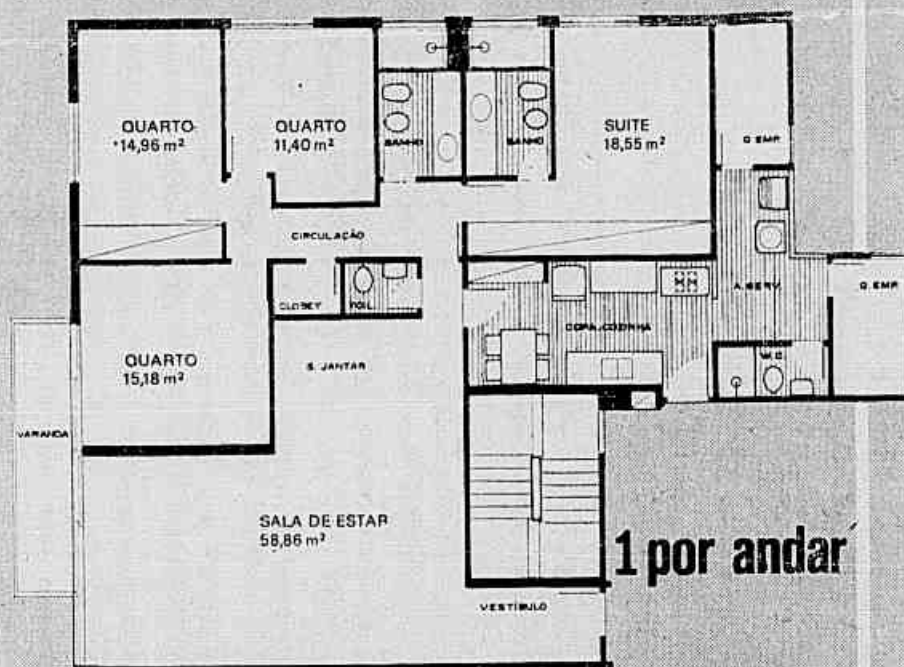 QUARTO
14,96 m²
QUARTO
11,40 m²
BANHO
BANHO
SUITE
18,55 m²
Q. EMP.
CIRCULAÇÃO
CLOSET
TOIL.
COPA-COZINHA
A. SERV.
Q. EMP.
W.C.
QUARTO
15,18 m²
S. JANTAR
VARANDA
SALA DE ESTAR
58,86 m²
1 por andar
VESTÍBULO